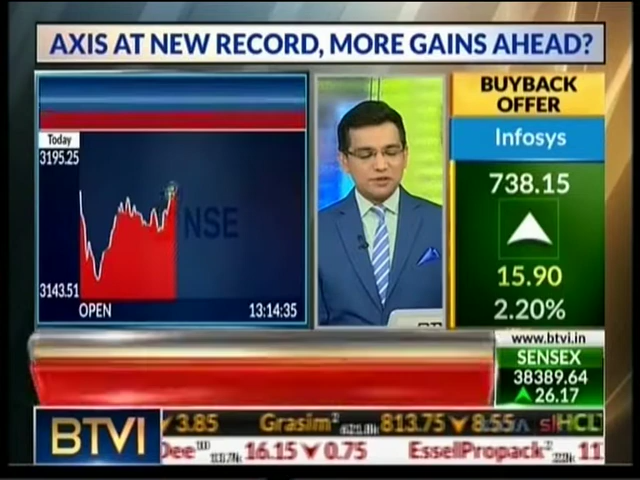 AXIS AT NEW RECORD, MORE GAINS AHEAD?
Today
3195.25
3143.51
OPEN
13:14:35
NSE
BUYBACK
OFFER
Infosys
738.15
15.90
2.20%
www.btvi.in
SENSEX
38389.64
26.17
BTVI
3.85 Grasim 813.75 8.55 HCL
Dee 16.15 0.75 EsselPropack 11